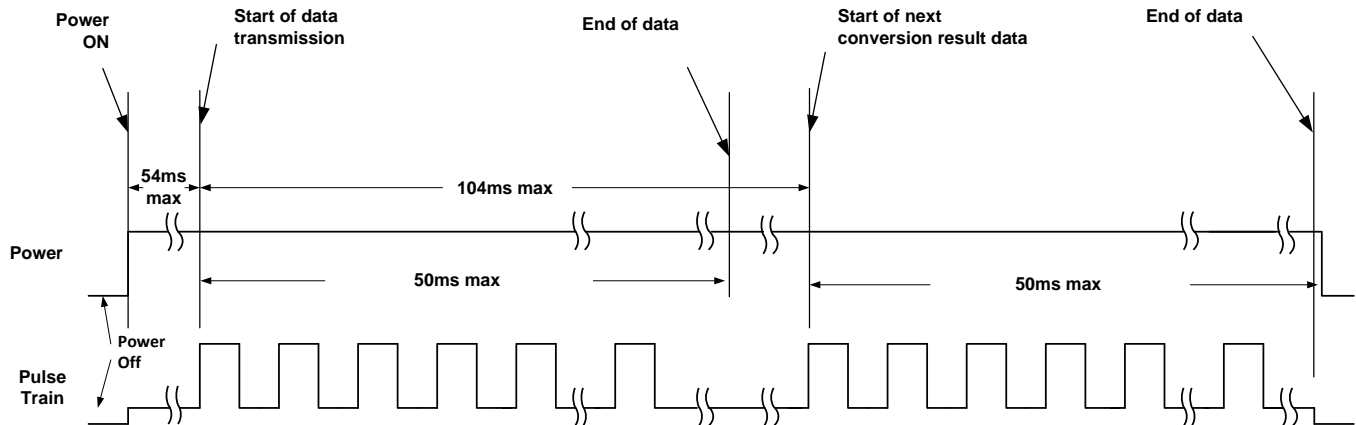 Power
ON
Start of data
transmission
End of data
Start of next
conversion result data
End of data
54ms
max
104ms max
Power
50ms max
50ms max
Power
Off
Pulse
Train